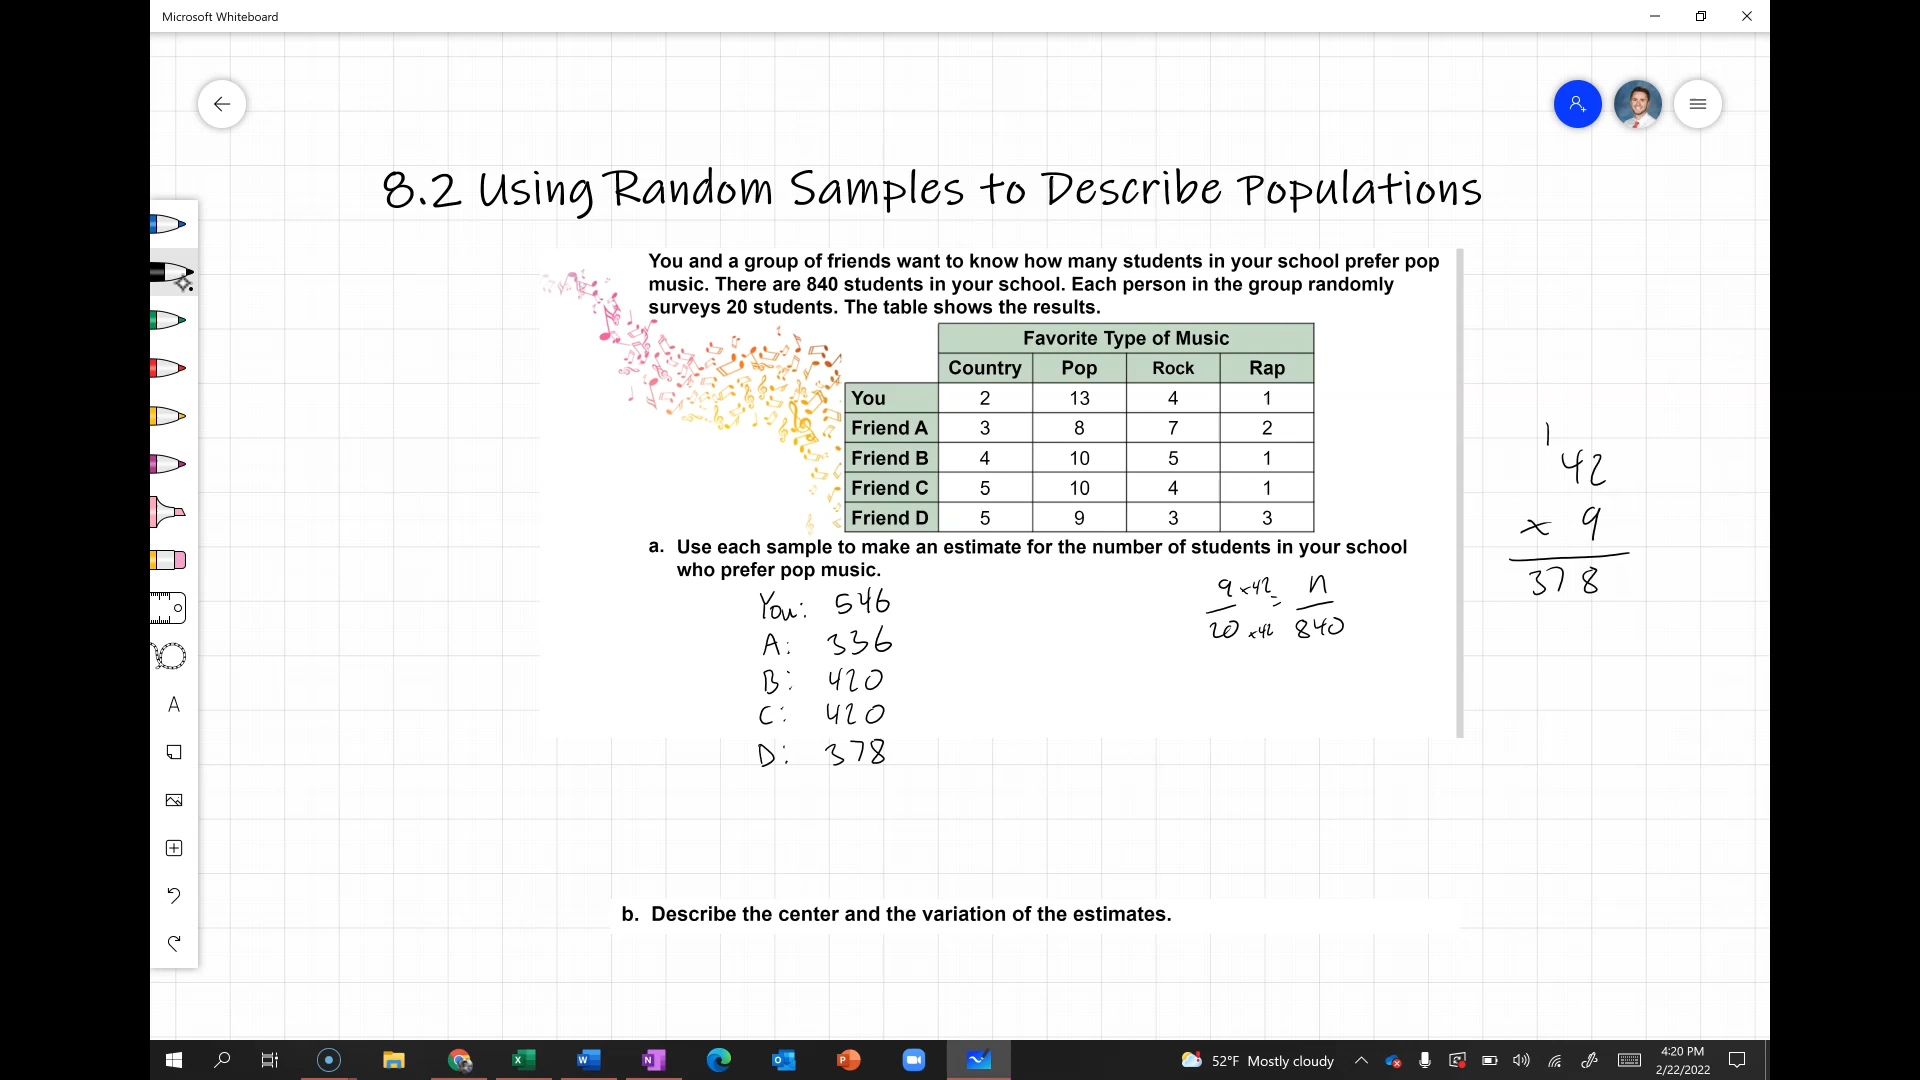 Microsoft Whiteboard
8.2 Using Random Samples to Describe Populations
You and a group of friends want to know how many students in your school prefer pop
music. There are 840 students in your school. Each person in the group randomly
surveys 20 students. The table shows the results.
Favorite Type of Music
Country Pop Rock Rap
You 2 13 4 1
Friend A 3 8 7 2
Friend B 4 10 5 1
Friend C 5 10 4 1
Friend D 5 9 3 3
a. Use each sample to make an estimate for the number of students in your school
who prefer pop music.
You: 546
A: 336
B: 420
C: 420
D: 378
9 ×42 = n
20 ×42 840
1
42
× 9
378
b. Describe the center and the variation of the estimates.
A
52°F Mostly cloudy
4:20 PM
2/22/2022